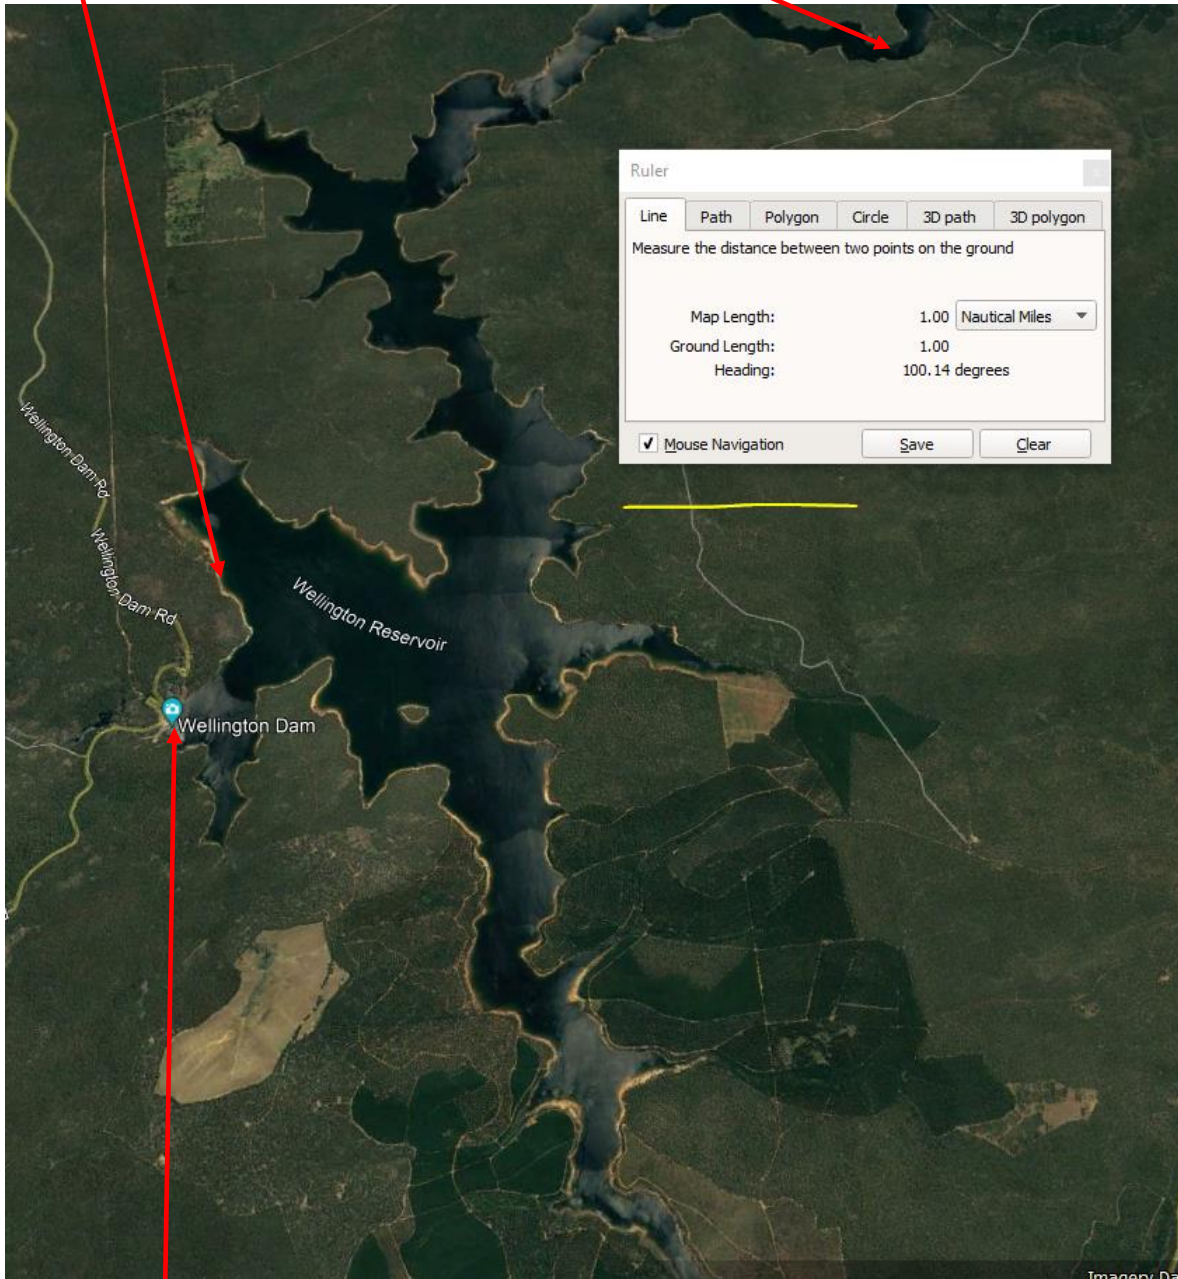 Ruler
Line Path Polygon Circle 3D path 3D polygon
Measure the distance between two points on the ground
Map Length: 1.00 Nautical Miles
Ground Length: 1.00
Heading: 100.14 degrees
Mouse Navigation Save Clear
Wellington Dam Rd
Wellington Dam Rd
Wellington Reservoir
Wellington Dam
Imagery Da